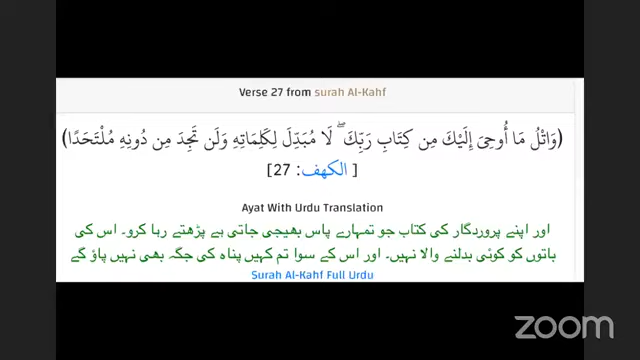 Verse 27 from surah Al-Kahf
﴿وَاتْلُ مَا أُوحِيَ إِلَيْكَ مِن كِتَابِ رَبِّكَ ۖ لَا مُبَدِّلَ لِكَلِمَاتِهِ وَلَن تَجِدَ مِن دُونِهِ مُلْتَحَدًا﴾
[ الكهف: 27]
Ayat With Urdu Translation
اور اپنے پروردگار کی کتاب جو تمہارے پاس بھیجی جاتی ہے پڑھتے رہا کرو۔ اس کی
باتوں کو کوئی بدلنے والا نہیں۔ اور اس کے سوا تم کہیں پناہ کی جگہ بھی نہیں پاؤ گے
Surah Al-Kahf Full Urdu
zoom